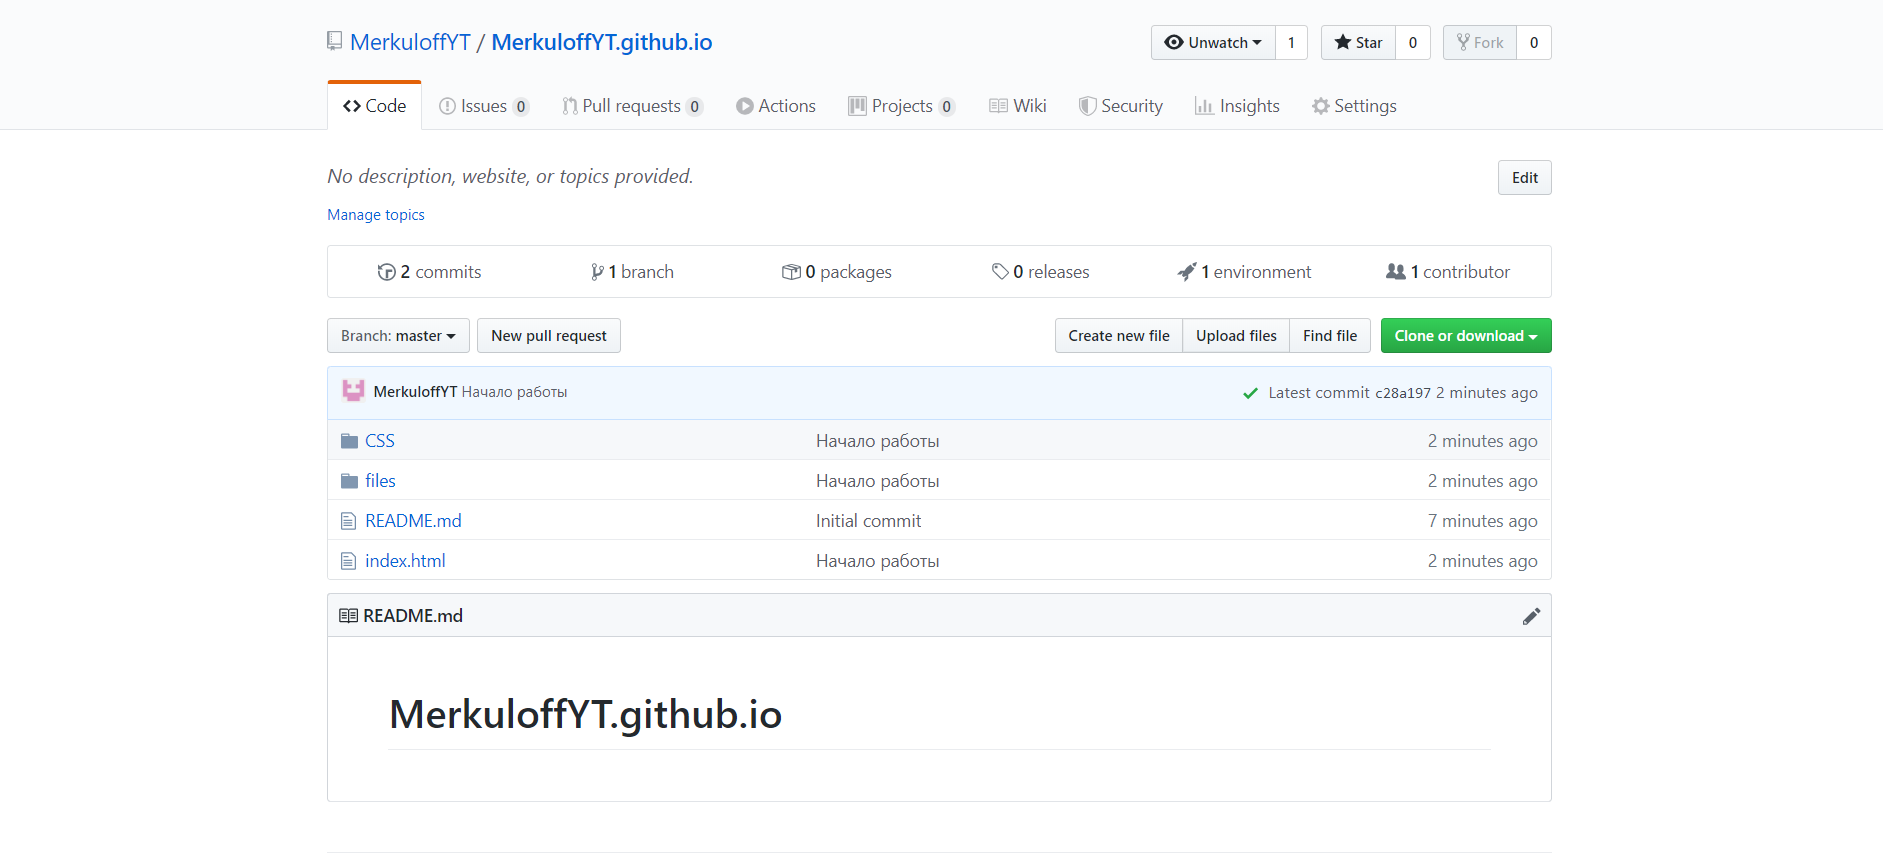 MerkuloffYT / MerkuloffYT.github.io
Unwatch 1 Star 0 Fork 0
Code Issues 0 Pull requests 0 Actions Projects 0 Wiki Security Insights Settings
No description, website, or topics provided. Edit
Manage topics
2 commits 1 branch 0 packages 0 releases 1 environment 1 contributor
Branch: master New pull request Create new file Upload files Find file Clone or download
MerkuloffYT Начало работы Latest commit c28a197 2 minutes ago
CSS Начало работы 2 minutes ago
files Начало работы 2 minutes ago
README.md Initial commit 7 minutes ago
index.html Начало работы 2 minutes ago
README.md
MerkuloffYT.github.io